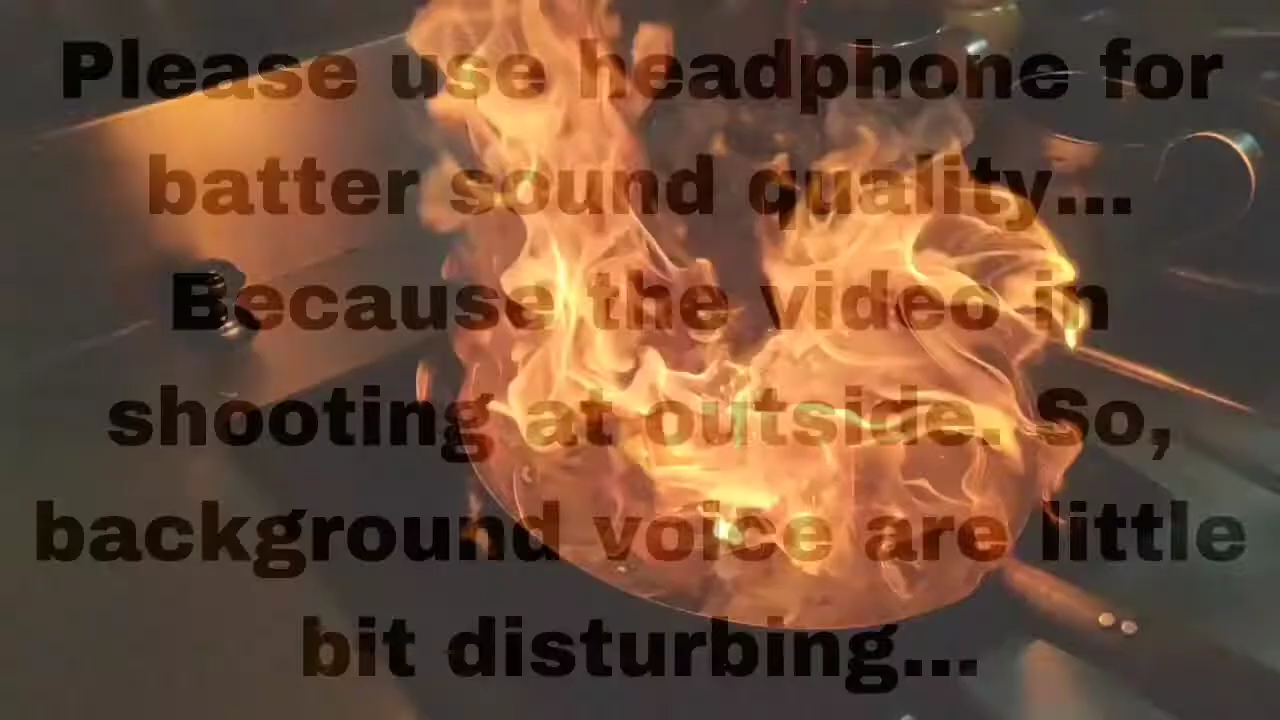 Please use headphone for
batter sound quality...
Because the video in
shooting at outside. So,
background voice are little
bit disturbing...